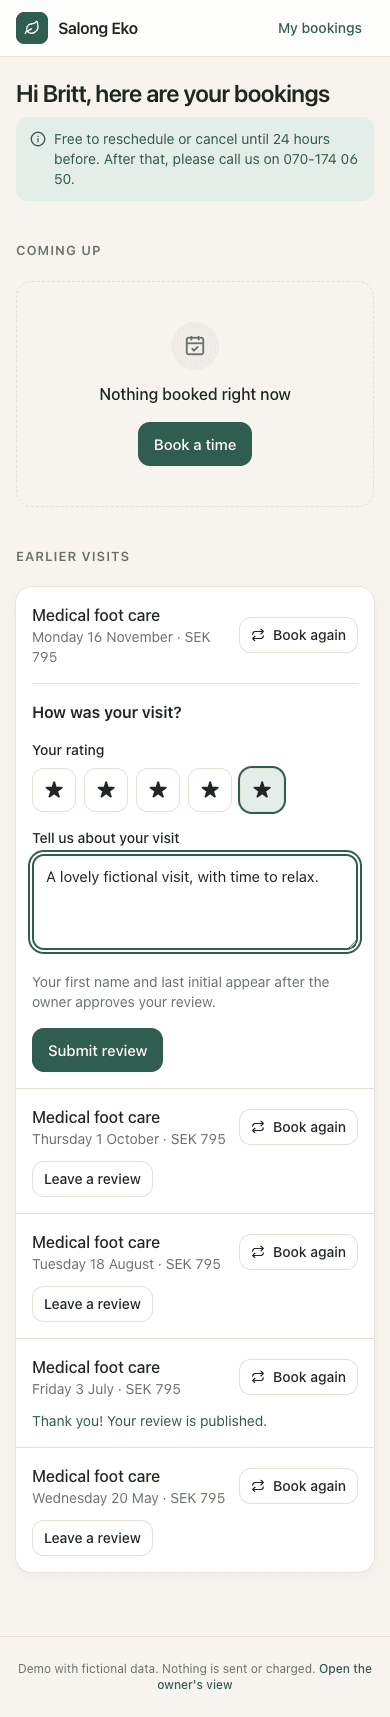 Salong Eko
My bookings
Hi Britt, here are your bookings
Free to reschedule or cancel until 24 hours
before. After that, please call us on 070-174 06
50.
COMING UP
Nothing booked right now
Book a time
EARLIER VISITS
Medical foot care
Monday 16 November · SEK
795
Book again
How was your visit?
Your rating
Tell us about your visit
A lovely fictional visit, with time to relax.
Your first name and last initial appear after the
owner approves your review.
Submit review
Medical foot care
Thursday 1 October · SEK 795
Book again
Leave a review
Medical foot care
Tuesday 18 August · SEK 795
Book again
Leave a review
Medical foot care
Friday 3 July · SEK 795
Book again
Thank you! Your review is published.
Medical foot care
Wednesday 20 May · SEK 795
Book again
Leave a review
Demo with fictional data. Nothing is sent or charged. Open the
owner's view